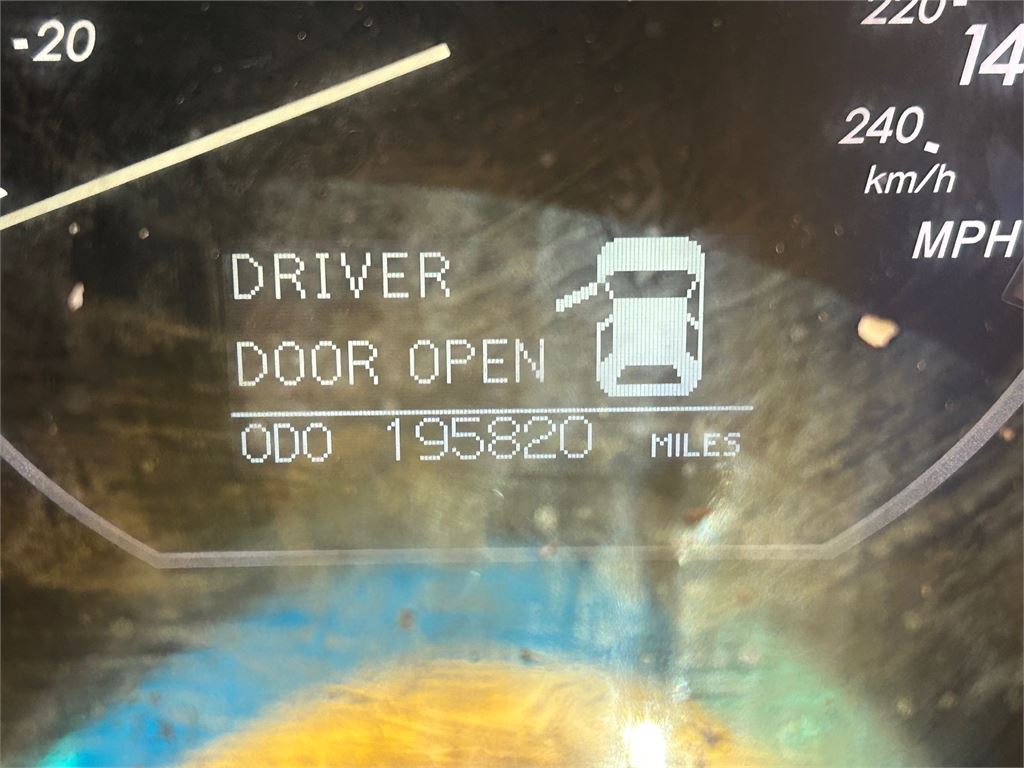 20
220
14
240
km/h
MPH
DRIVER
DOOR OPEN
ODO 195820 MILES